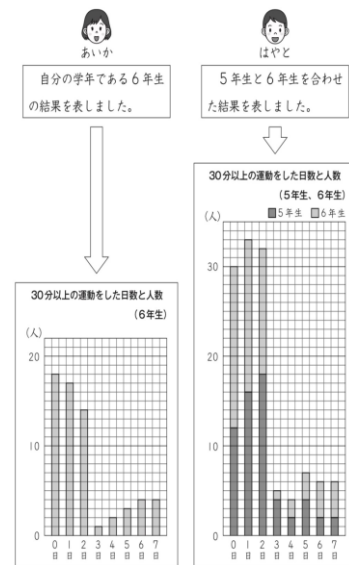 あいか
自分の学年である6年生
の結果を表しました。
はやと
5年生と6年生を合わせ
た結果を表しました。
30分以上の運動をした日数と人数
(6年生)
(人)
20
10
0
0日 1日 2日 3日 4日 5日 6日 7日
30分以上の運動をした日数と人数
(5年生、6年生)
5年生 6年生
(人)
30
20
10
0
0日 1日 2日 3日 4日 5日 6日 7日